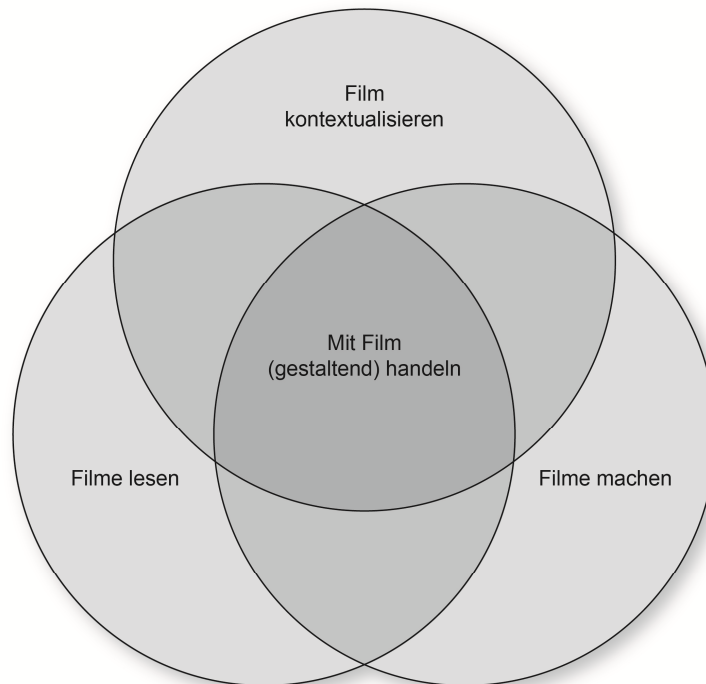 Film
kontextualisieren
Mit Film
(gestaltend) handeln
Filme lesen
Filme machen